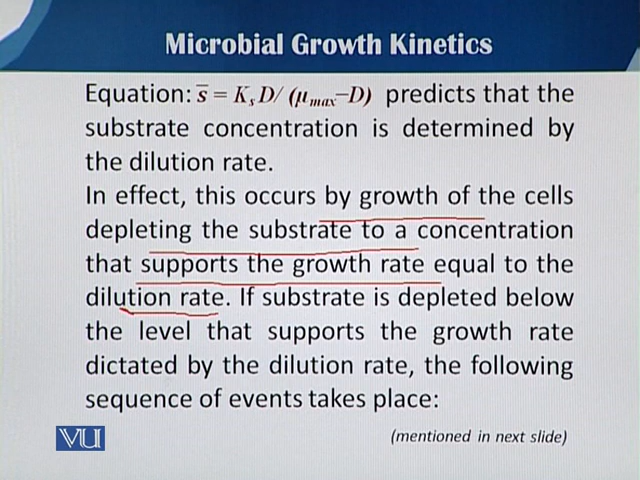 Microbial Growth Kinetics
Equation: s̅ = KₛD/ (μₘₐₓ−D) predicts that the
substrate concentration is determined by
the dilution rate.
In effect, this occurs by growth of the cells
depleting the substrate to a concentration
that supports the growth rate equal to the
dilution rate. If substrate is depleted below
the level that supports the growth rate
dictated by the dilution rate, the following
sequence of events takes place:
VU
(mentioned in next slide)